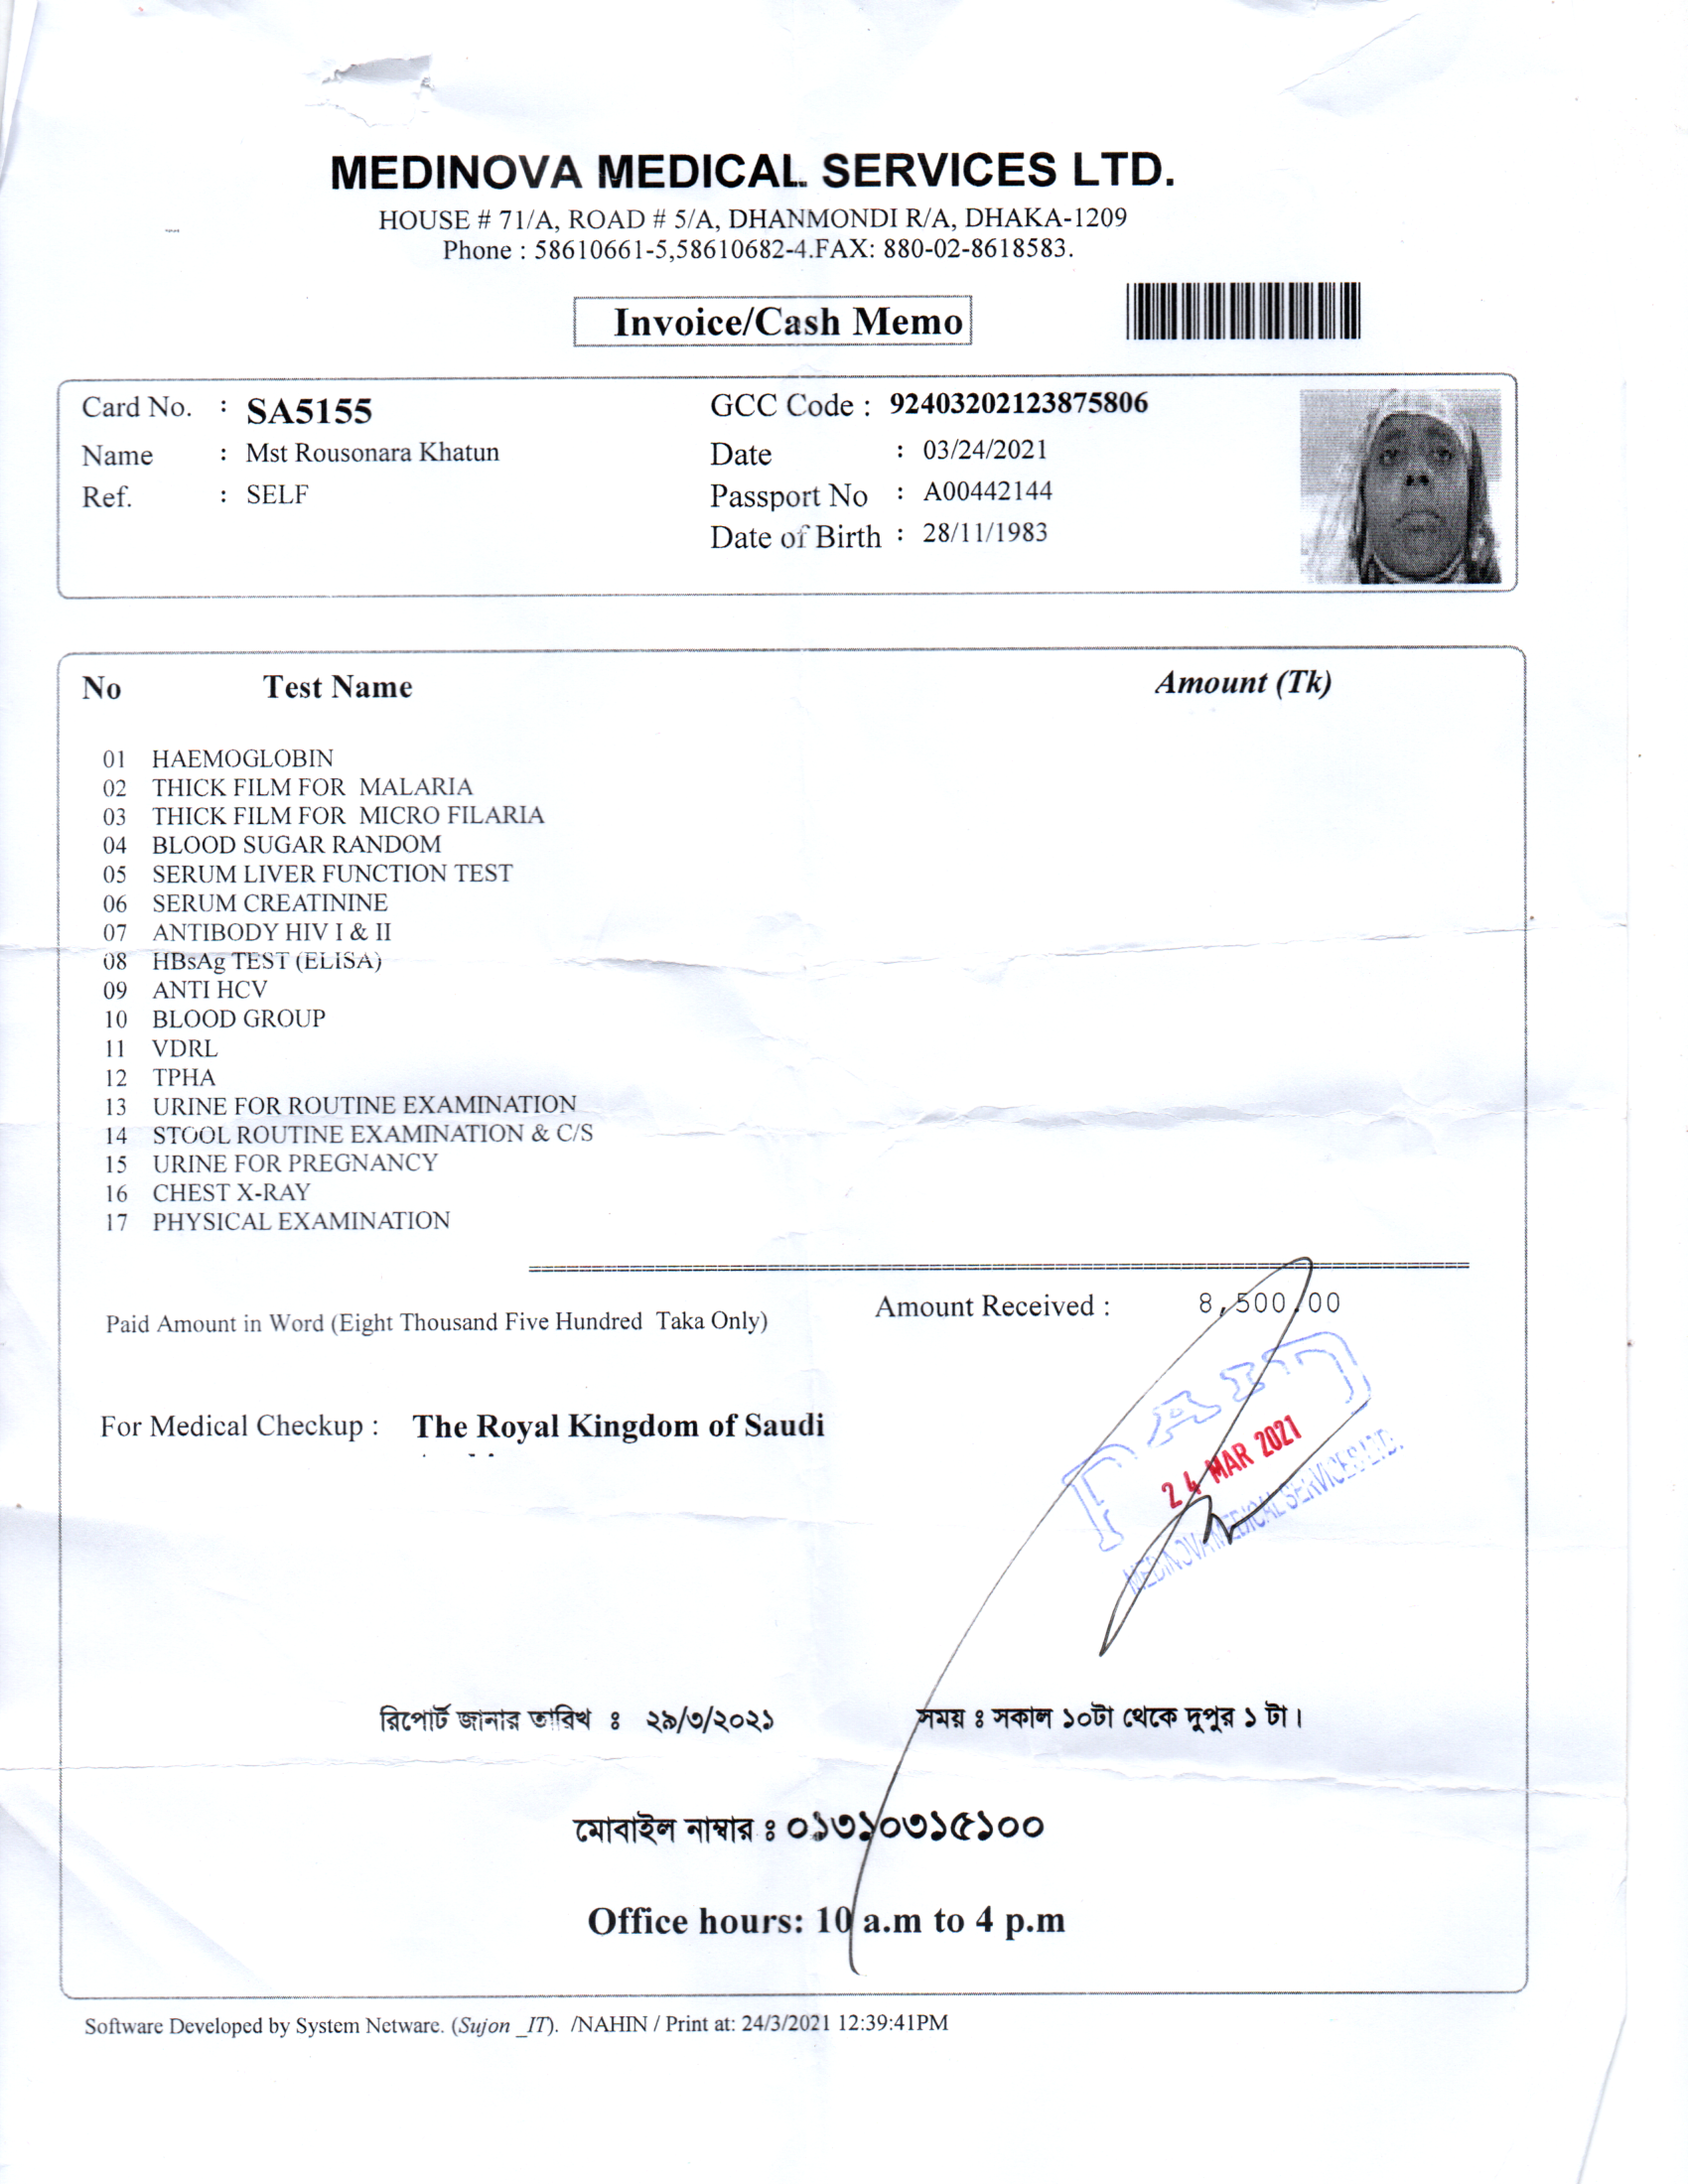 MEDINOVA MEDICAL SERVICES LTD.
HOUSE # 71/A, ROAD # 5/A, DHANMONDI R/A, DHAKA-1209
Phone : 58610661-5,58610682-4.FAX: 880-02-8618583.
Invoice/Cash Memo
Card No. : SA5155 GCC Code : 92403202123875806
Name : Mst Rousonara Khatun Date : 03/24/2021
Ref. : SELF Passport No : A00442144
Date of Birth : 28/11/1983
No Test Name Amount (Tk)
01 HAEMOGLOBIN
02 THICK FILM FOR MALARIA
03 THICK FILM FOR MICRO FILARIA
04 BLOOD SUGAR RANDOM
05 SERUM LIVER FUNCTION TEST
06 SERUM CREATININE
07 ANTIBODY HIV I & II
08 HBsAg TEST (ELISA)
09 ANTI HCV
10 BLOOD GROUP
11 VDRL
12 TPHA
13 URINE FOR ROUTINE EXAMINATION
14 STOOL ROUTINE EXAMINATION & C/S
15 URINE FOR PREGNANCY
16 CHEST X-RAY
17 PHYSICAL EXAMINATION
Paid Amount in Word (Eight Thousand Five Hundred Taka Only) Amount Received : 8,500.00
For Medical Checkup : The Royal Kingdom of Saudi
PAID
24 MAR 2021
MEDINOVA MEDICAL SERVICES LTD.
রিপোর্ট জানার তারিখ ঃ ২৯/৩/২০২১ সময় ঃ সকাল ১০টা থেকে দুপুর ১ টা।
মোবাইল নাম্বার ঃ ০১৩১০৩১৫১০০
Office hours: 10 a.m to 4 p.m
Software Developed by System Netware. (Sujon _IT). /NAHIN / Print at: 24/3/2021 12:39:41PM